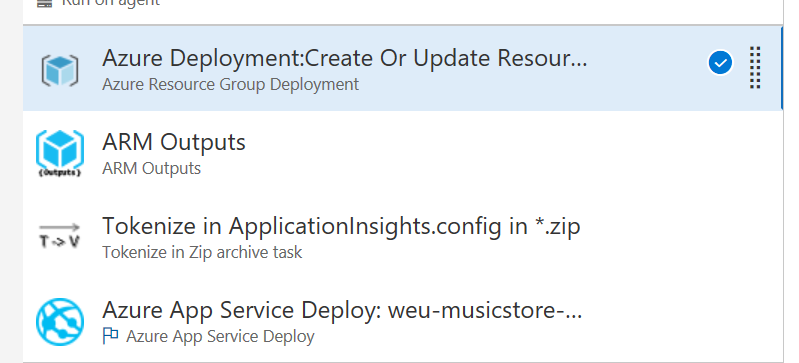 Run on agent
Azure Deployment:Create Or Update Resour...
Azure Resource Group Deployment
ARM Outputs
{Outputs}
ARM Outputs
Tokenize in ApplicationInsights.config in *.zip
T->V
Tokenize in Zip archive task
Azure App Service Deploy: weu-musicstore-...
Azure App Service Deploy